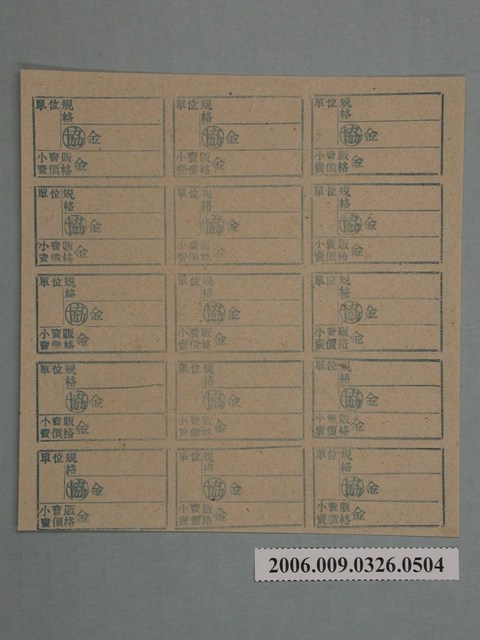 單位規格
協 金
小賣販賣價格 金
單位規格
協 金
小賣販賣價格 金
單位規格
協 金
小賣販賣價格 金
單位規格
協 金
小賣販賣價格 金
單位規格
協 金
小賣販賣價格 金
單位規格
協 金
小賣販賣價格 金
單位規格
協 金
小賣販賣價格 金
單位規格
協 金
小賣販賣價格 金
單位規格
協 金
小賣販賣價格 金
單位規格
協 金
小賣販賣價格 金
單位規格
協 金
小賣販賣價格 金
單位規格
協 金
小賣販賣價格 金
單位規格
協 金
小賣販賣價格 金
單位規格
協 金
小賣販賣價格 金
單位規格
協 金
小賣販賣價格 金
2006.009.0326.0504